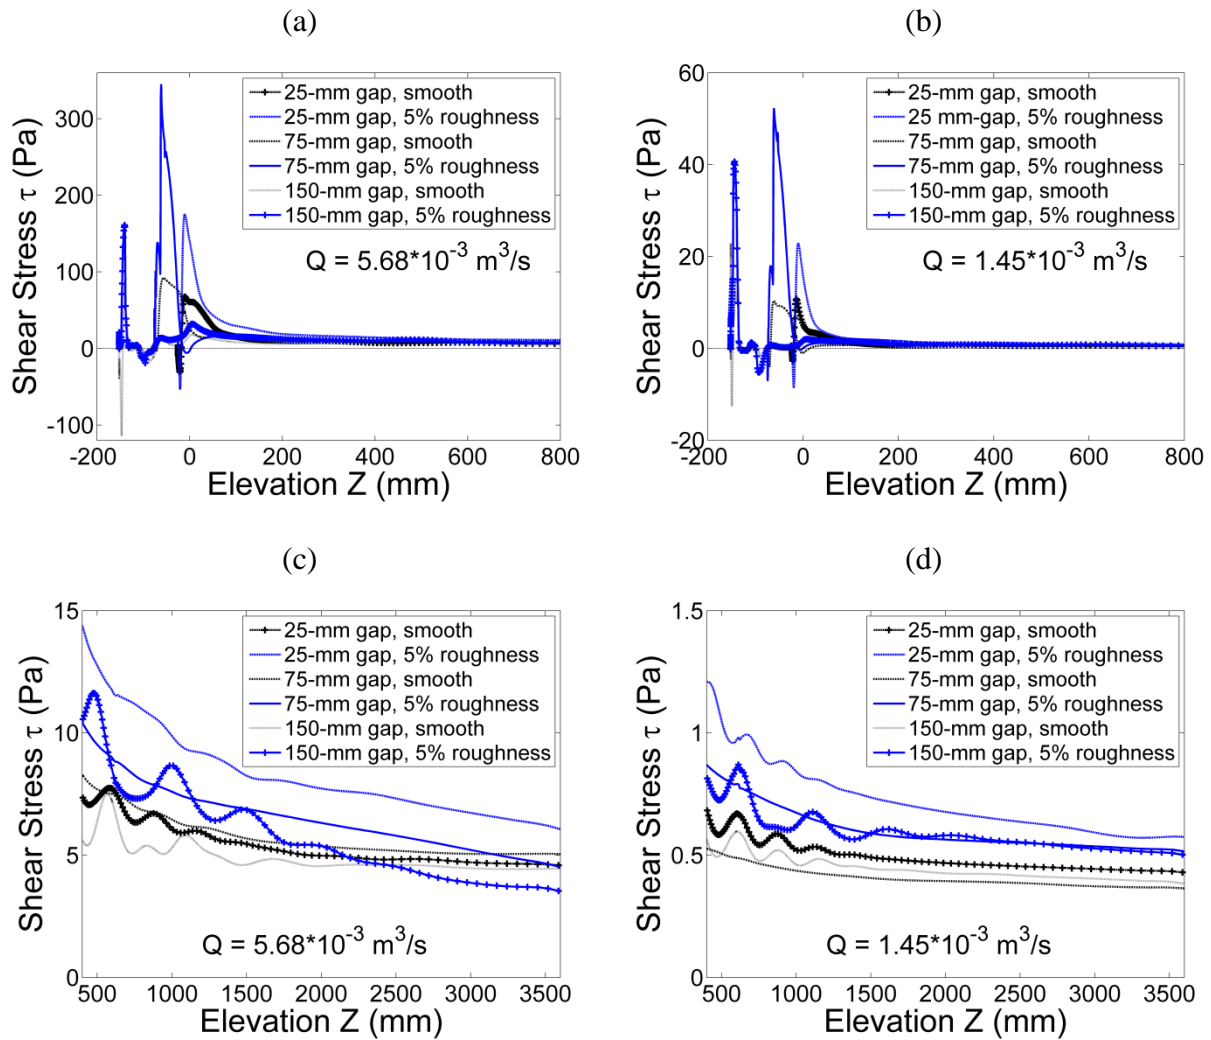 (a)
Shear Stress τ (Pa)
300
200
100
0
-100
-200
0
200
400
600
800
Elevation Z (mm)
25-mm gap, smooth
25-mm gap, 5% roughness
75-mm gap, smooth
75-mm gap, 5% roughness
150-mm gap, smooth
150-mm gap, 5% roughness
Q = 5.68*10⁻³ m³/s
(b)
Shear Stress τ (Pa)
60
40
20
0
-20
-200
0
200
400
600
800
Elevation Z (mm)
25-mm gap, smooth
25 mm-gap, 5% roughness
75-mm gap, smooth
75-mm gap, 5% roughness
150-mm gap, smooth
150-mm gap, 5% roughness
Q = 1.45*10⁻³ m³/s
(c)
Shear Stress τ (Pa)
15
10
5
0
500
1000
1500
2000
2500
3000
3500
Elevation Z (mm)
25-mm gap, smooth
25-mm gap, 5% roughness
75-mm gap, smooth
75-mm gap, 5% roughness
150-mm gap, smooth
150-mm gap, 5% roughness
Q = 5.68*10⁻³ m³/s
(d)
Shear Stress τ (Pa)
1.5
1
0.5
0
500
1000
1500
2000
2500
3000
3500
Elevation Z (mm)
25-mm gap, smooth
25-mm gap, 5% roughness
75-mm gap, smooth
75-mm gap, 5% roughness
150-mm gap, smooth
150-mm gap, 5% roughness
Q = 1.45*10⁻³ m³/s